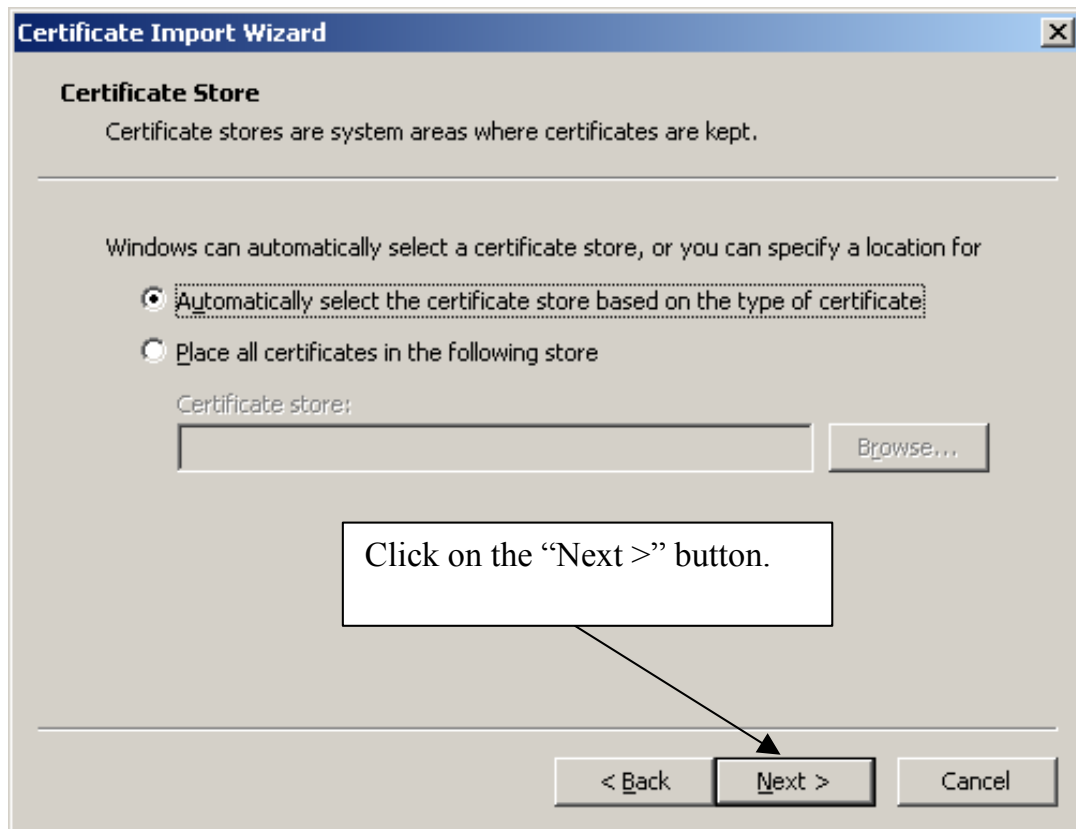 Certificate Import Wizard
Certificate Store
Certificate stores are system areas where certificates are kept.
Windows can automatically select a certificate store, or you can specify a location for
Automatically select the certificate store based on the type of certificate
Place all certificates in the following store
Certificate store:
Browse...
Click on the “Next >” button.
< Back
Next >
Cancel